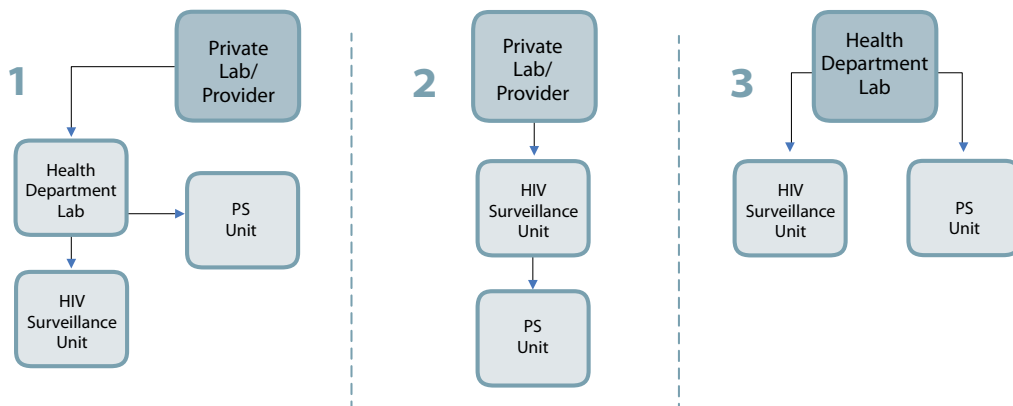 1
Private
Lab/
Provider
Health
Department
Lab
PS
Unit
HIV
Surveillance
Unit
2
Private
Lab/
Provider
HIV
Surveillance
Unit
PS
Unit
3
Health
Department
Lab
HIV
Surveillance
Unit
PS
Unit